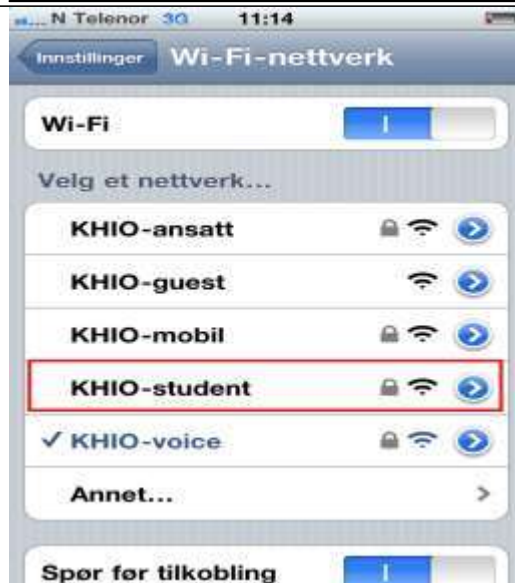 N Telenor 3G 11:14
Innstillinger Wi-Fi-nettverk
Wi-Fi
Velg et nettverk...
KHIO-ansatt
KHIO-guest
KHIO-mobil
KHIO-student
✓ KHIO-voice
Annet...
Spør før tilkobling